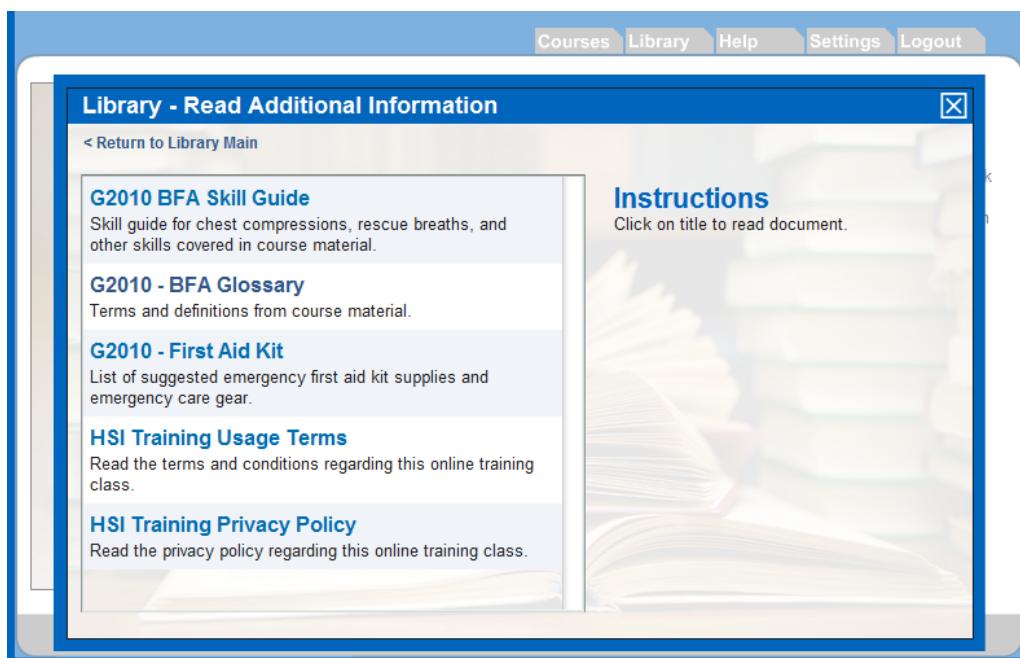 Courses Library Help Settings Logout
Library - Read Additional Information
< Return to Library Main
G2010 BFA Skill Guide
Skill guide for chest compressions, rescue breaths, and
other skills covered in course material.
G2010 - BFA Glossary
Terms and definitions from course material.
G2010 - First Aid Kit
List of suggested emergency first aid kit supplies and
emergency care gear.
HSI Training Usage Terms
Read the terms and conditions regarding this online training
class.
HSI Training Privacy Policy
Read the privacy policy regarding this online training class.
Instructions
Click on title to read document.